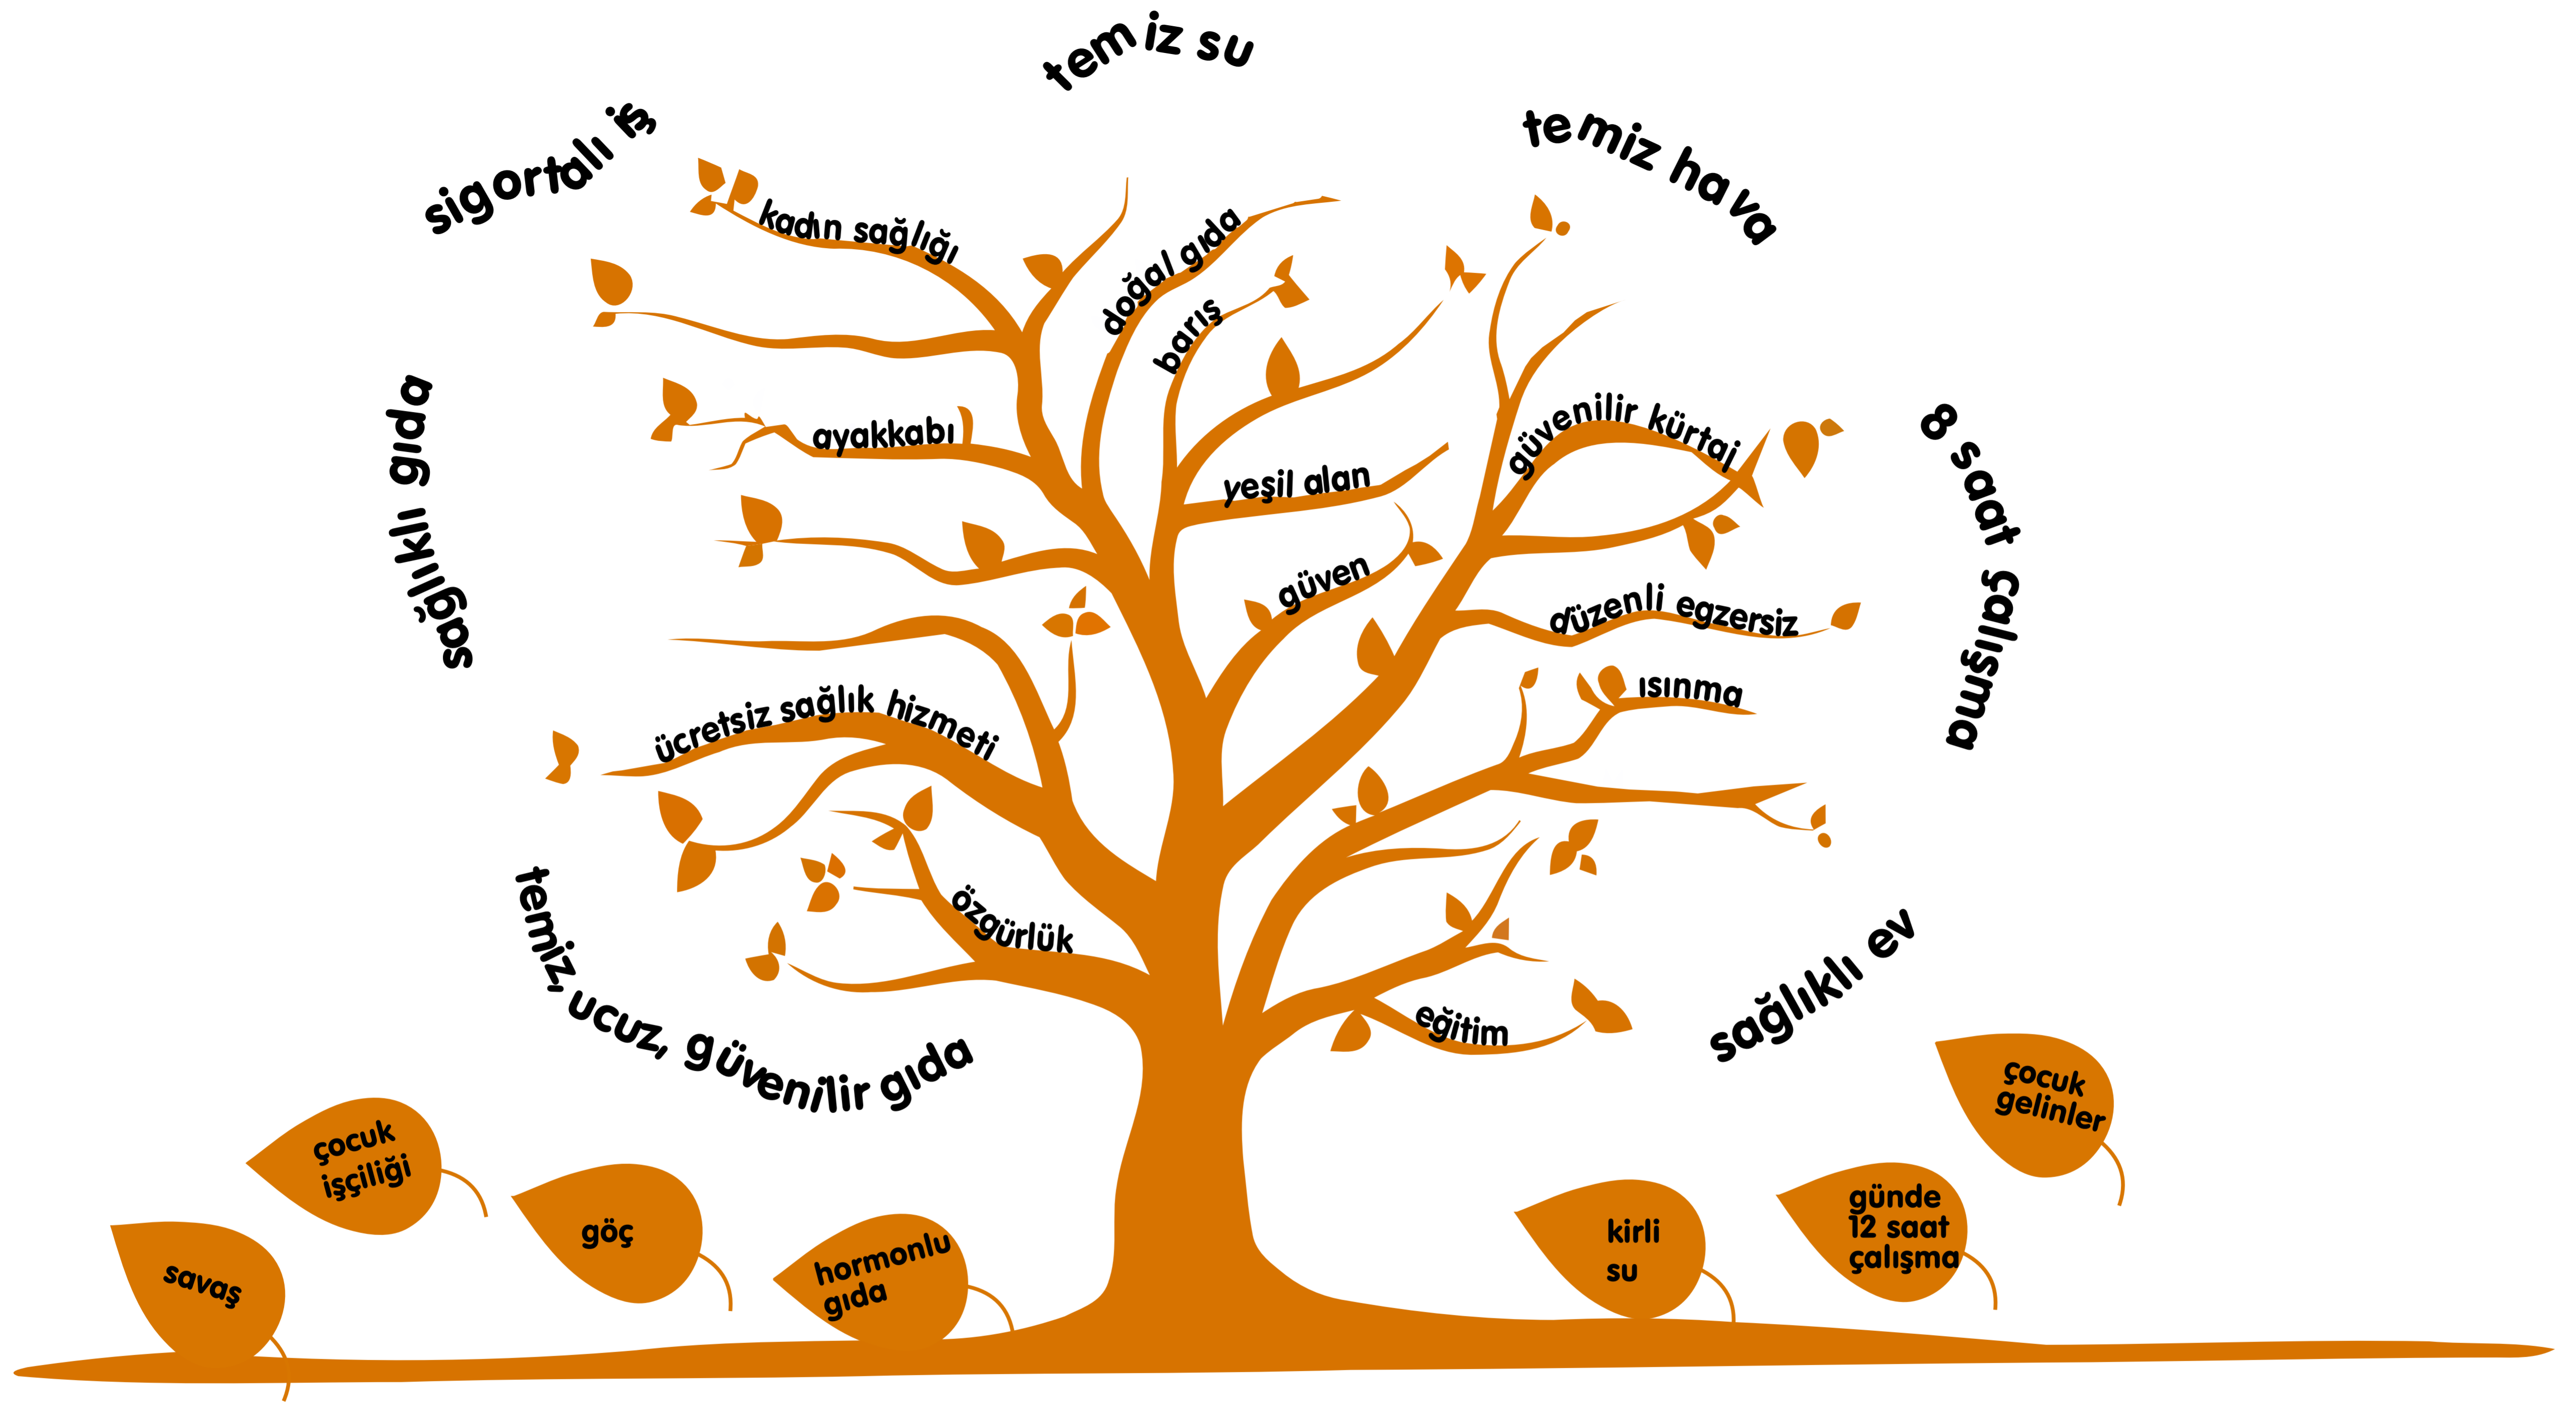 temiz su
sigortalı iş
temiz hava
kadın sağlığı
doğal gıda
barış
sağlıklı gıda
ayakkabı
güvenilir kürtaj
8 saat çalışma
yeşil alan
güven
düzenli egzersiz
ısınma
ücretsiz sağlık hizmeti
özgürlük
temiz, ucuz, güvenilir gıda
eğitim
sağlıklı ev
çocuk
gelinler
çocuk
işçiliği
göç
savaş
hormonlu
gıda
kirli
su
günde
12 saat
çalışma